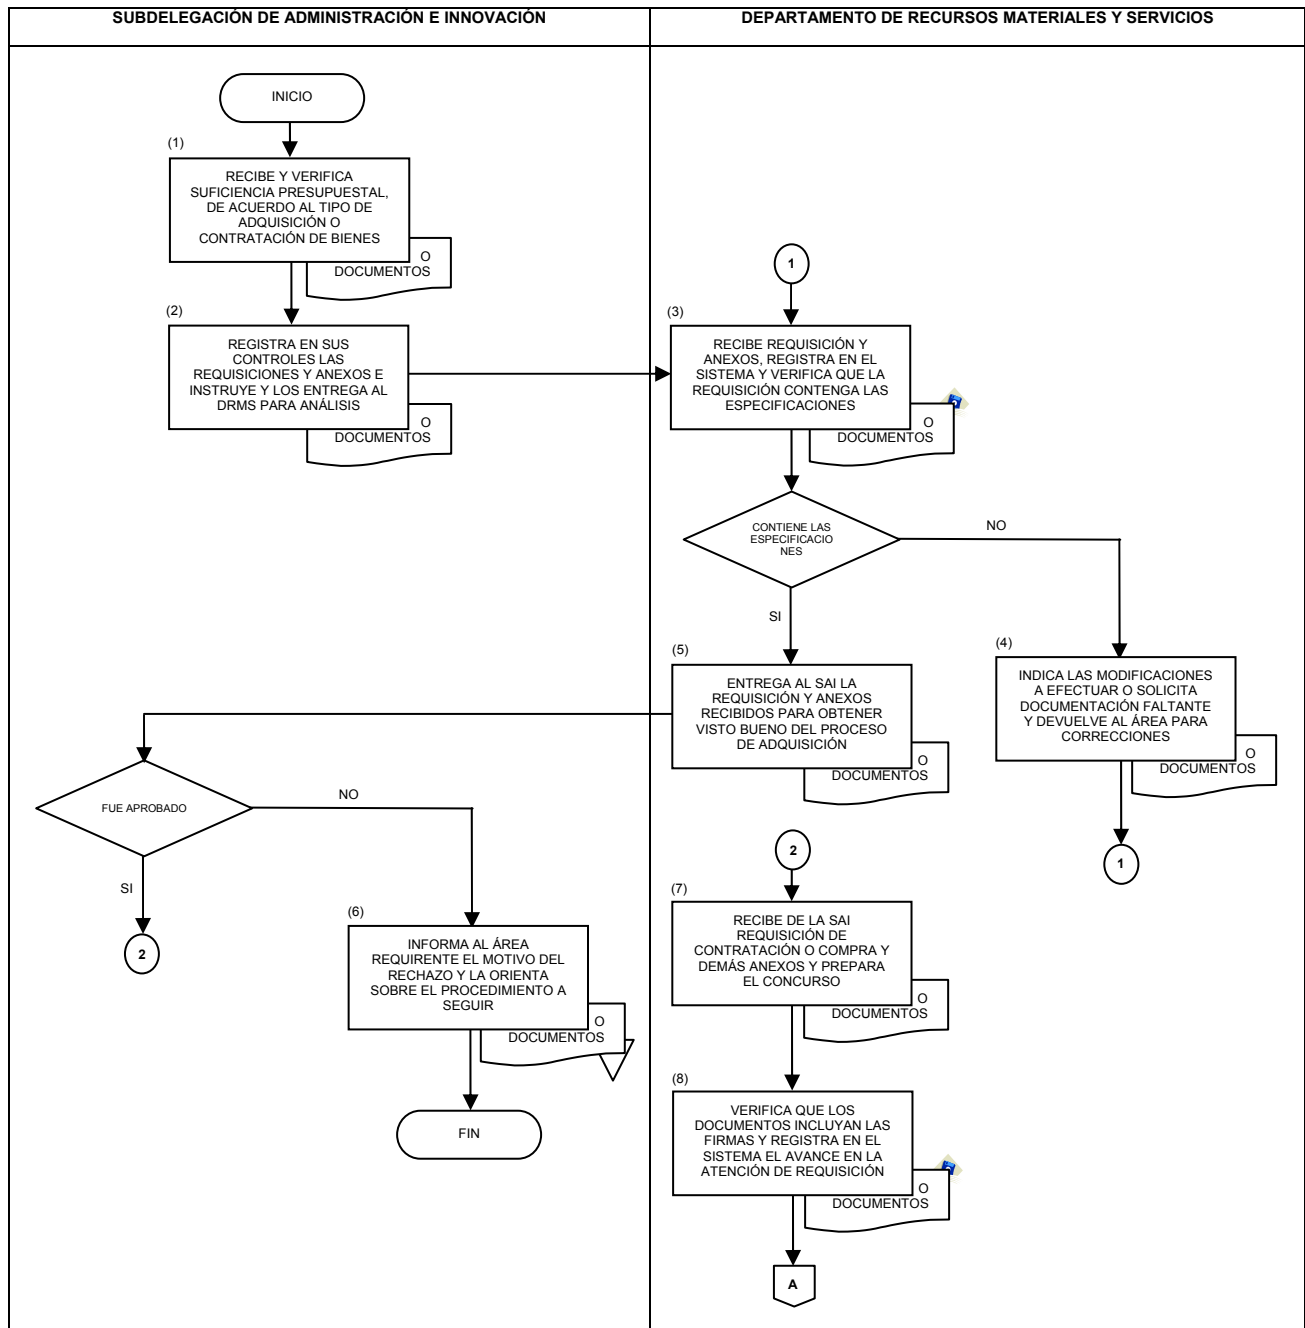 SUBDELEGACIÓN DE ADMINISTRACIÓN E INNOVACIÓN
DEPARTAMENTO DE RECURSOS MATERIALES Y SERVICIOS
INICIO
(1)
RECIBE Y VERIFICA
SUFICIENCIA PRESUPUESTAL,
DE ACUERDO AL TIPO DE
ADQUISICIÓN O
CONTRATACIÓN DE BIENES
O
DOCUMENTOS
(2)
REGISTRA EN SUS
CONTROLES LAS
REQUISICIONES Y ANEXOS E
INSTRUYE Y LOS ENTREGA AL
DRMS PARA ANÁLISIS
O
DOCUMENTOS
1
(3)
RECIBE REQUISICIÓN Y
ANEXOS, REGISTRA EN EL
SISTEMA Y VERIFICA QUE LA
REQUISICIÓN CONTENGA LAS
ESPECIFICACIONES
O
DOCUMENTOS
CONTIENE LAS
ESPECIFICACIO
NES
NO
SI
(4)
INDICA LAS MODIFICACIONES
A EFECTUAR O SOLICITA
DOCUMENTACIÓN FALTANTE
Y DEVUELVE AL ÁREA PARA
CORRECCIONES
O
DOCUMENTOS
1
(5)
ENTREGA AL SAI LA
REQUISICIÓN Y ANEXOS
RECIBIDOS PARA OBTENER
VISTO BUENO DEL PROCESO
DE ADQUISICIÓN
O
DOCUMENTOS
FUE APROBADO
NO
SI
2
(6)
INFORMA AL ÁREA
REQUIRENTE EL MOTIVO DEL
RECHAZO Y LA ORIENTA
SOBRE EL PROCEDIMIENTO A
SEGUIR
O
DOCUMENTOS
FIN
2
(7)
RECIBE DE LA SAI
REQUISICIÓN DE
CONTRATACIÓN O COMPRA Y
DEMÁS ANEXOS Y PREPARA
EL CONCURSO
O
DOCUMENTOS
(8)
VERIFICA QUE LOS
DOCUMENTOS INCLUYAN LAS
FIRMAS Y REGISTRA EN EL
SISTEMA EL AVANCE EN LA
ATENCIÓN DE REQUISICIÓN
O
DOCUMENTOS
A